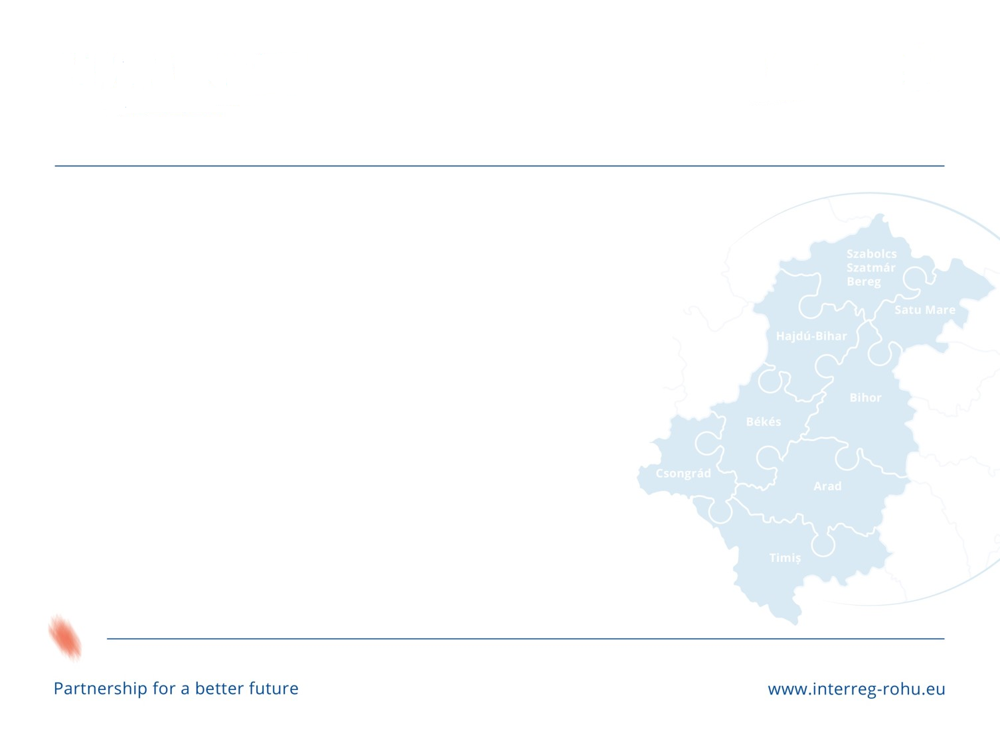 Szabolcs
Szatmár
Bereg
Satu Mare
Hajdú-Bihar
Bihor
Békés
Csongrád
Arad
Timiș
Partnership for a better future
www.interreg-rohu.eu